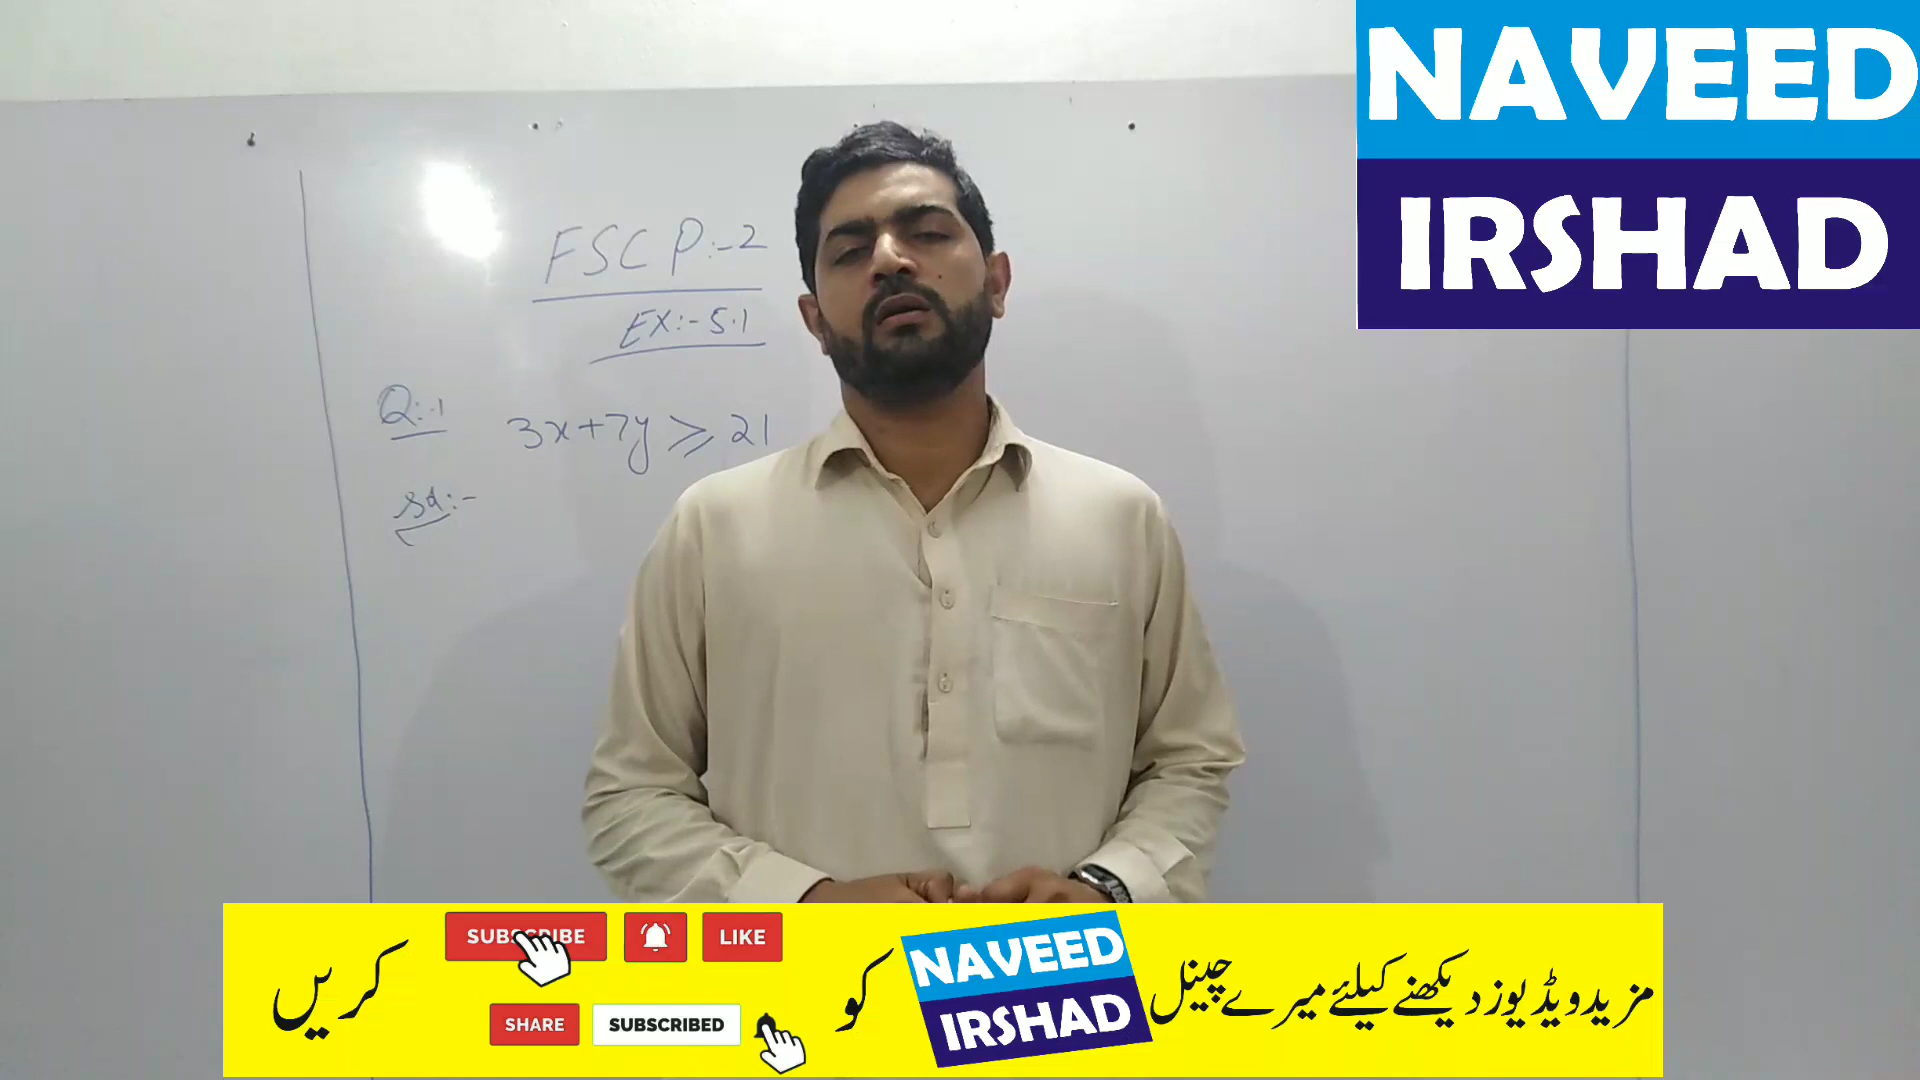 NAVEED
IRSHAD
FSC P:-2
EX:-5.1
Q:-1 3x+7y ≥ 21
Sol:-
مزید ویڈیوز دیکھنے کیلئے میرے چینل NAVEED IRSHAD کو SUBSCRIBE LIKE SHARE SUBSCRIBED کریں